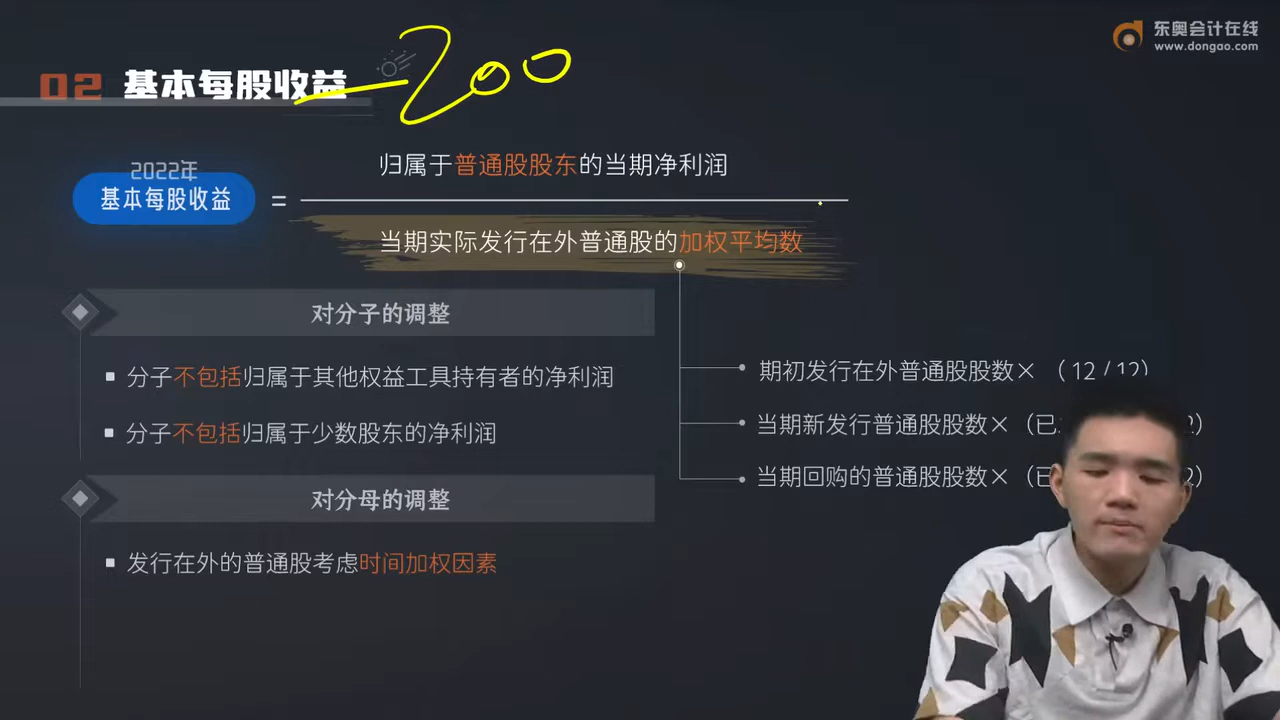 东奥会计在线
www.dongao.com
02 基本每股收益
-200
2022年
基本每股收益
=
归属于普通股股东的当期净利润
当期实际发行在外普通股的加权平均数
对分子的调整
分子不包括归属于其他权益工具持有者的净利润
分子不包括归属于少数股东的净利润
对分母的调整
发行在外的普通股考虑时间加权因素
期初发行在外普通股股数×（12/12）
当期新发行普通股股数×（已 2）
当期回购的普通股股数×（已 2）